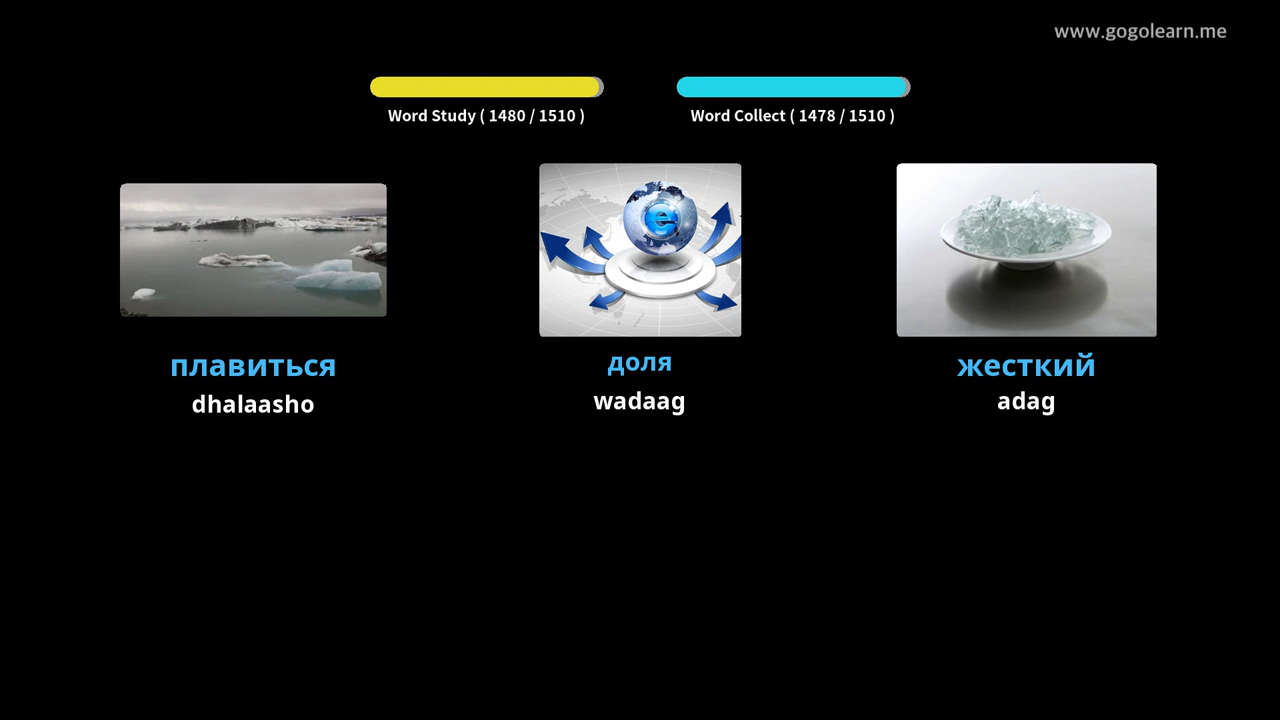 www.gogolearn.me
Word Study ( 1480 / 1510 )
Word Collect ( 1478 / 1510 )
e
плавиться
dhalaasho
доля
wadaag
жесткий
adag